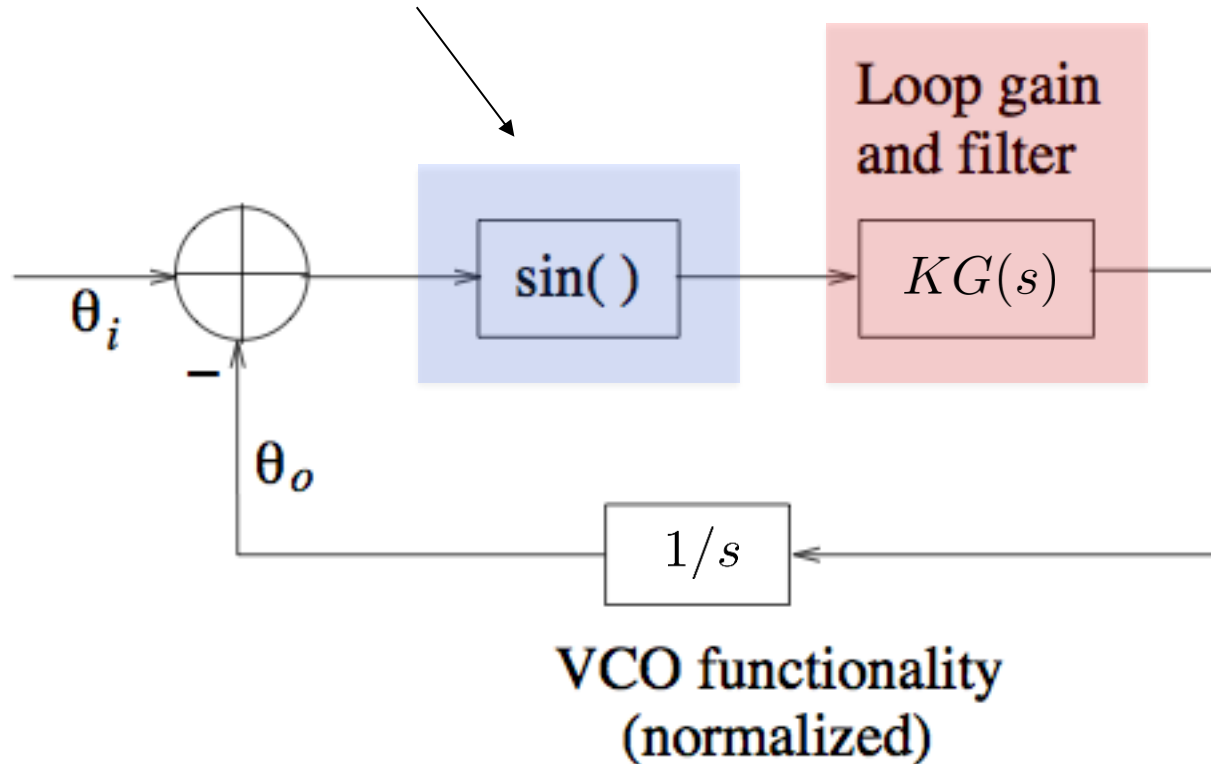 Loop gain
and filter
sin( )
KG(s)
θi
−
θo
1/s
VCO functionality
(normalized)